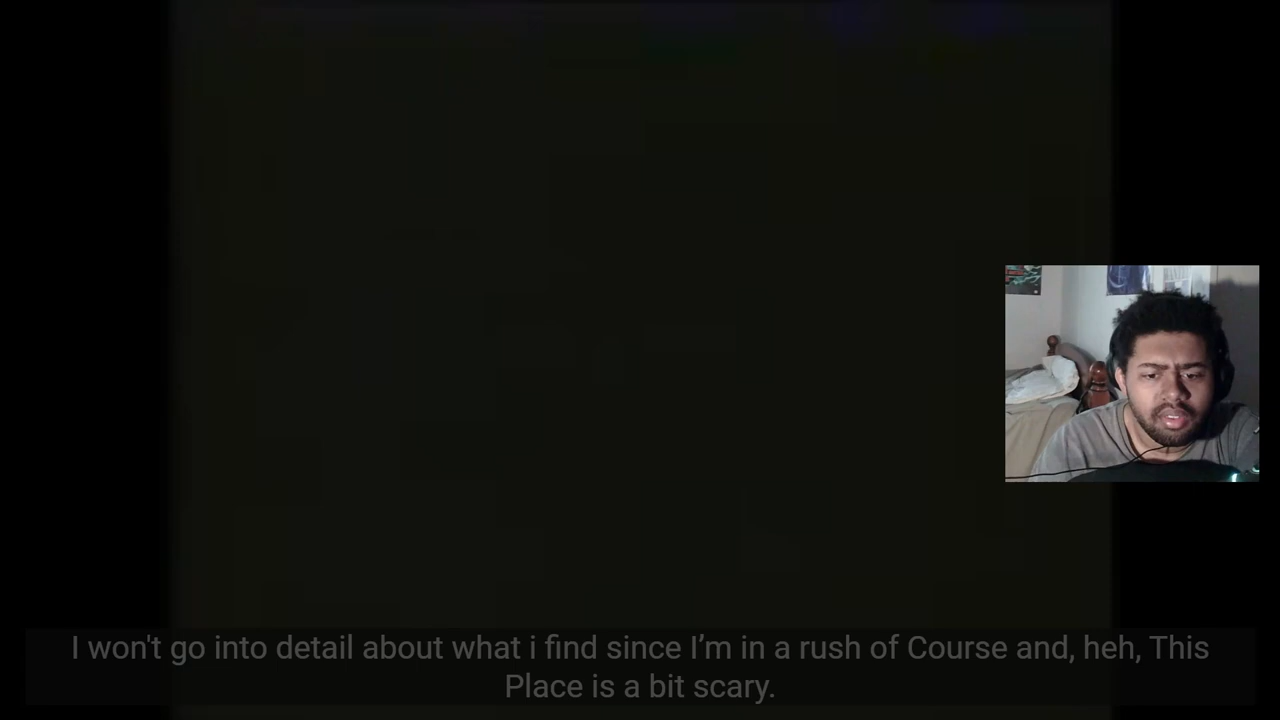 I won't go into detail about what i find since I’m in a rush of Course and, heh, This
Place is a bit scary.